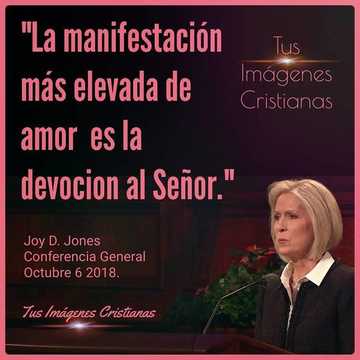 "La manifestación
más elevada de
amor es la
devocion al Señor."
Tus
Imágenes
Cristianas
Joy D. Jones
Conferencia General
Octubre 6 2018.
Tus Imágenes Cristianas